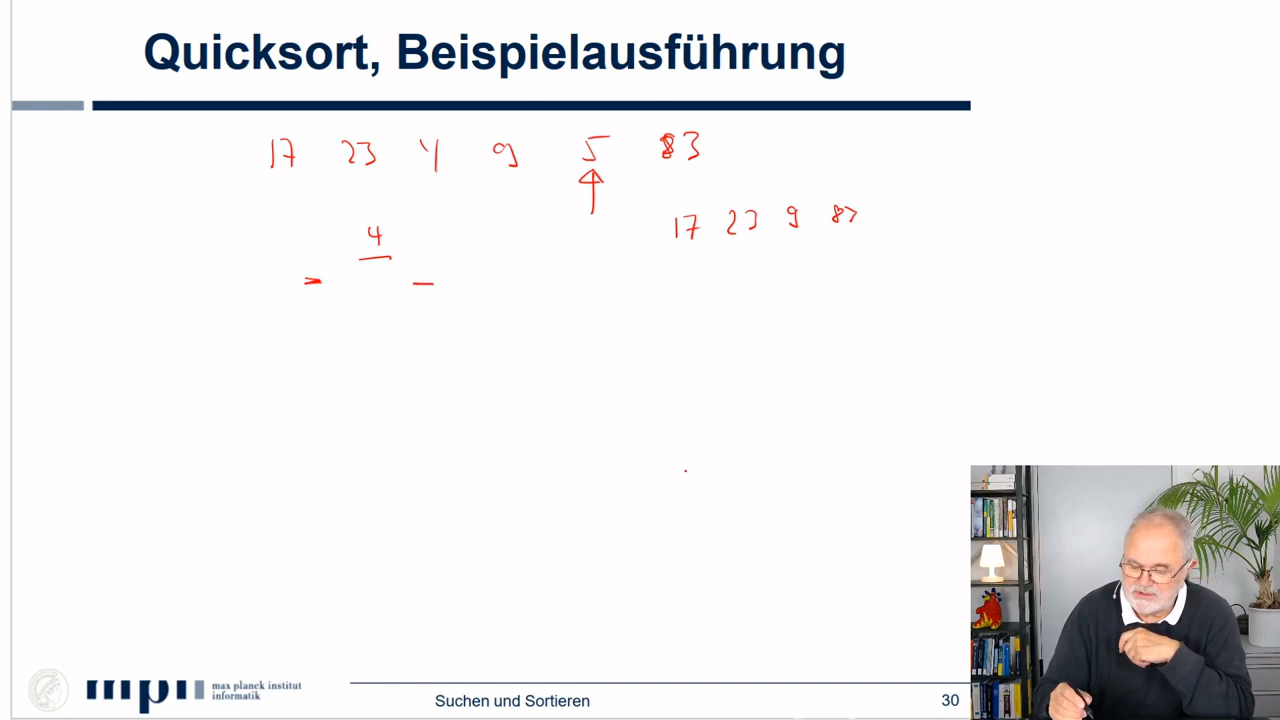 Quicksort, Beispielausführung
17 23 4 9 5 83
17 23 9 83
4
max planck institut
informatik
mpi
Suchen und Sortieren
30